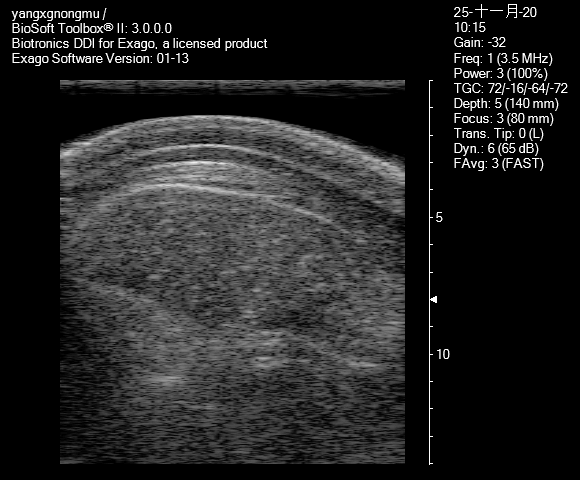 yangxgnongmu /
BioSoft Toolbox® II: 3.0.0.0
Biotronics DDI for Exago, a licensed product
Exago Software Version: 01-13
25-十一月-20
10:15
Gain: -32
Freq: 1 (3.5 MHz)
Power: 3 (100%)
TGC: 72/-16/-64/-72
Depth: 5 (140 mm)
Focus: 3 (80 mm)
Trans. Tip: 0 (L)
Dyn.: 6 (65 dB)
FAvg: 3 (FAST)
5
10